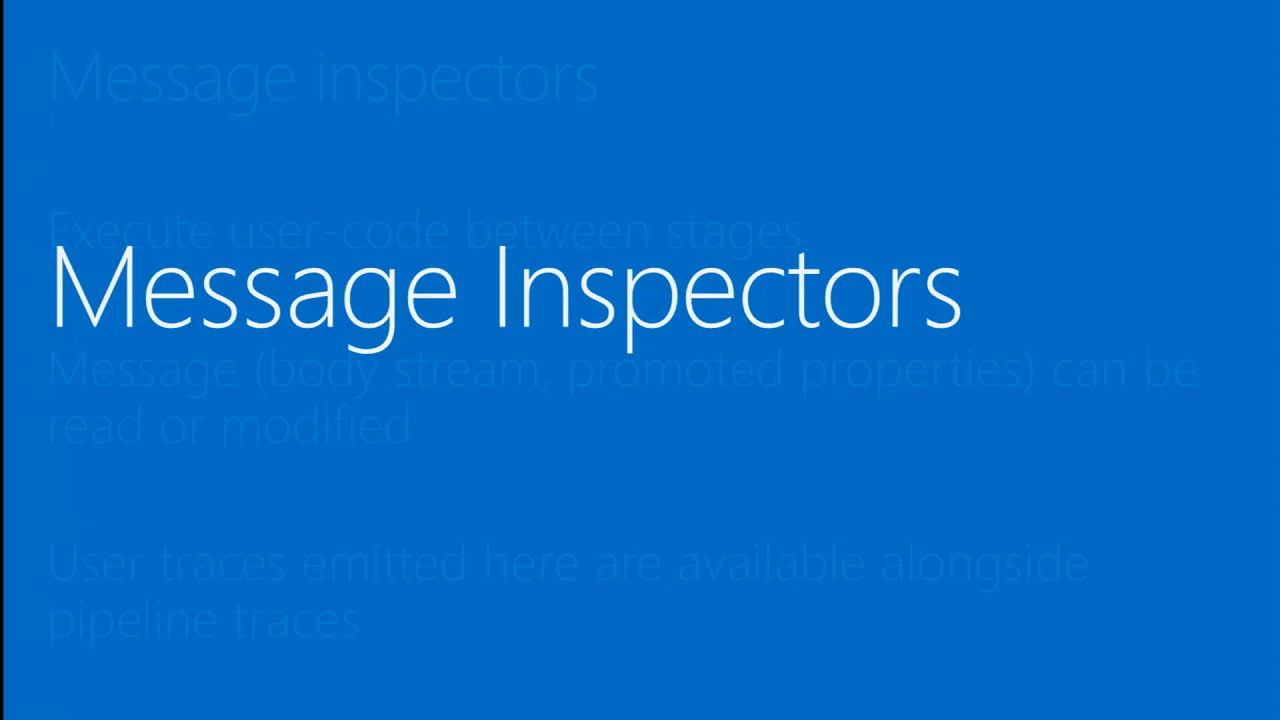 Message inspectors
Execute user-code between stages
Message Inspectors
Message (body stream, promoted properties) can be
read or modified
User traces emitted here are available alongside
pipeline traces